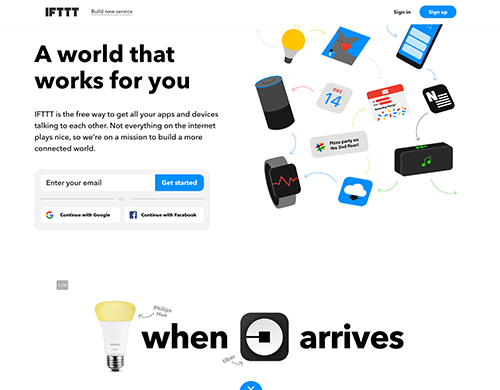 IFTTT
Build new service
Sign in
Sign up
A world that
works for you
IFTTT is the free way to get all your apps and devices
talking to each other. Not everything on the internet
plays nice, so we're on a mission to build a more
connected world.
Enter your email
Get started
or
Continue with Google
Continue with Facebook
DEC
14
Pizza party on
the 2nd floor!
N
Philips
Hue
when
Uber
arrives